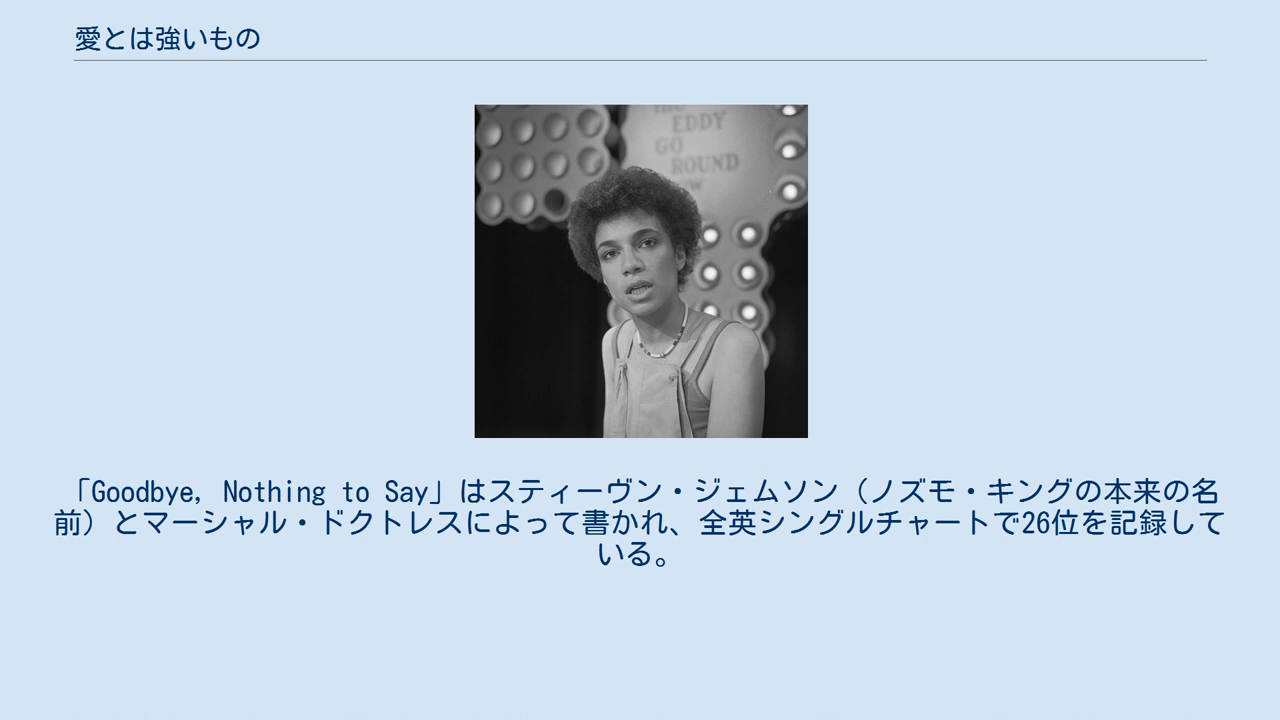 愛とは強いもの
EDDY
GO
ROUND
「Goodbye, Nothing to Say」はスティーヴン・ジェムソン（ノズモ・キングの本来の名
前）とマーシャル・ドクトレスによって書かれ、全英シングルチャートで26位を記録して
いる。